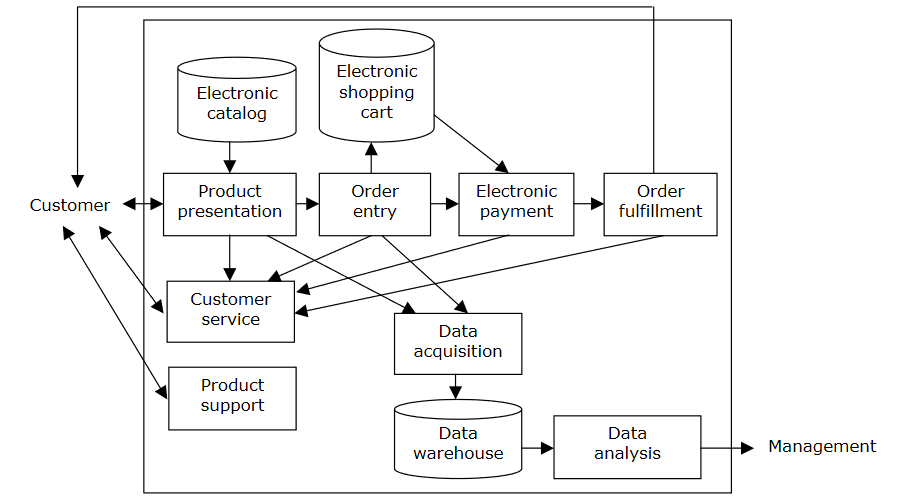 Electronic
catalog
Electronic
shopping
cart
Customer
Product
presentation
Order
entry
Electronic
payment
Order
fulfillment
Customer
service
Data
acquisition
Product
support
Data
warehouse
Data
analysis
Management